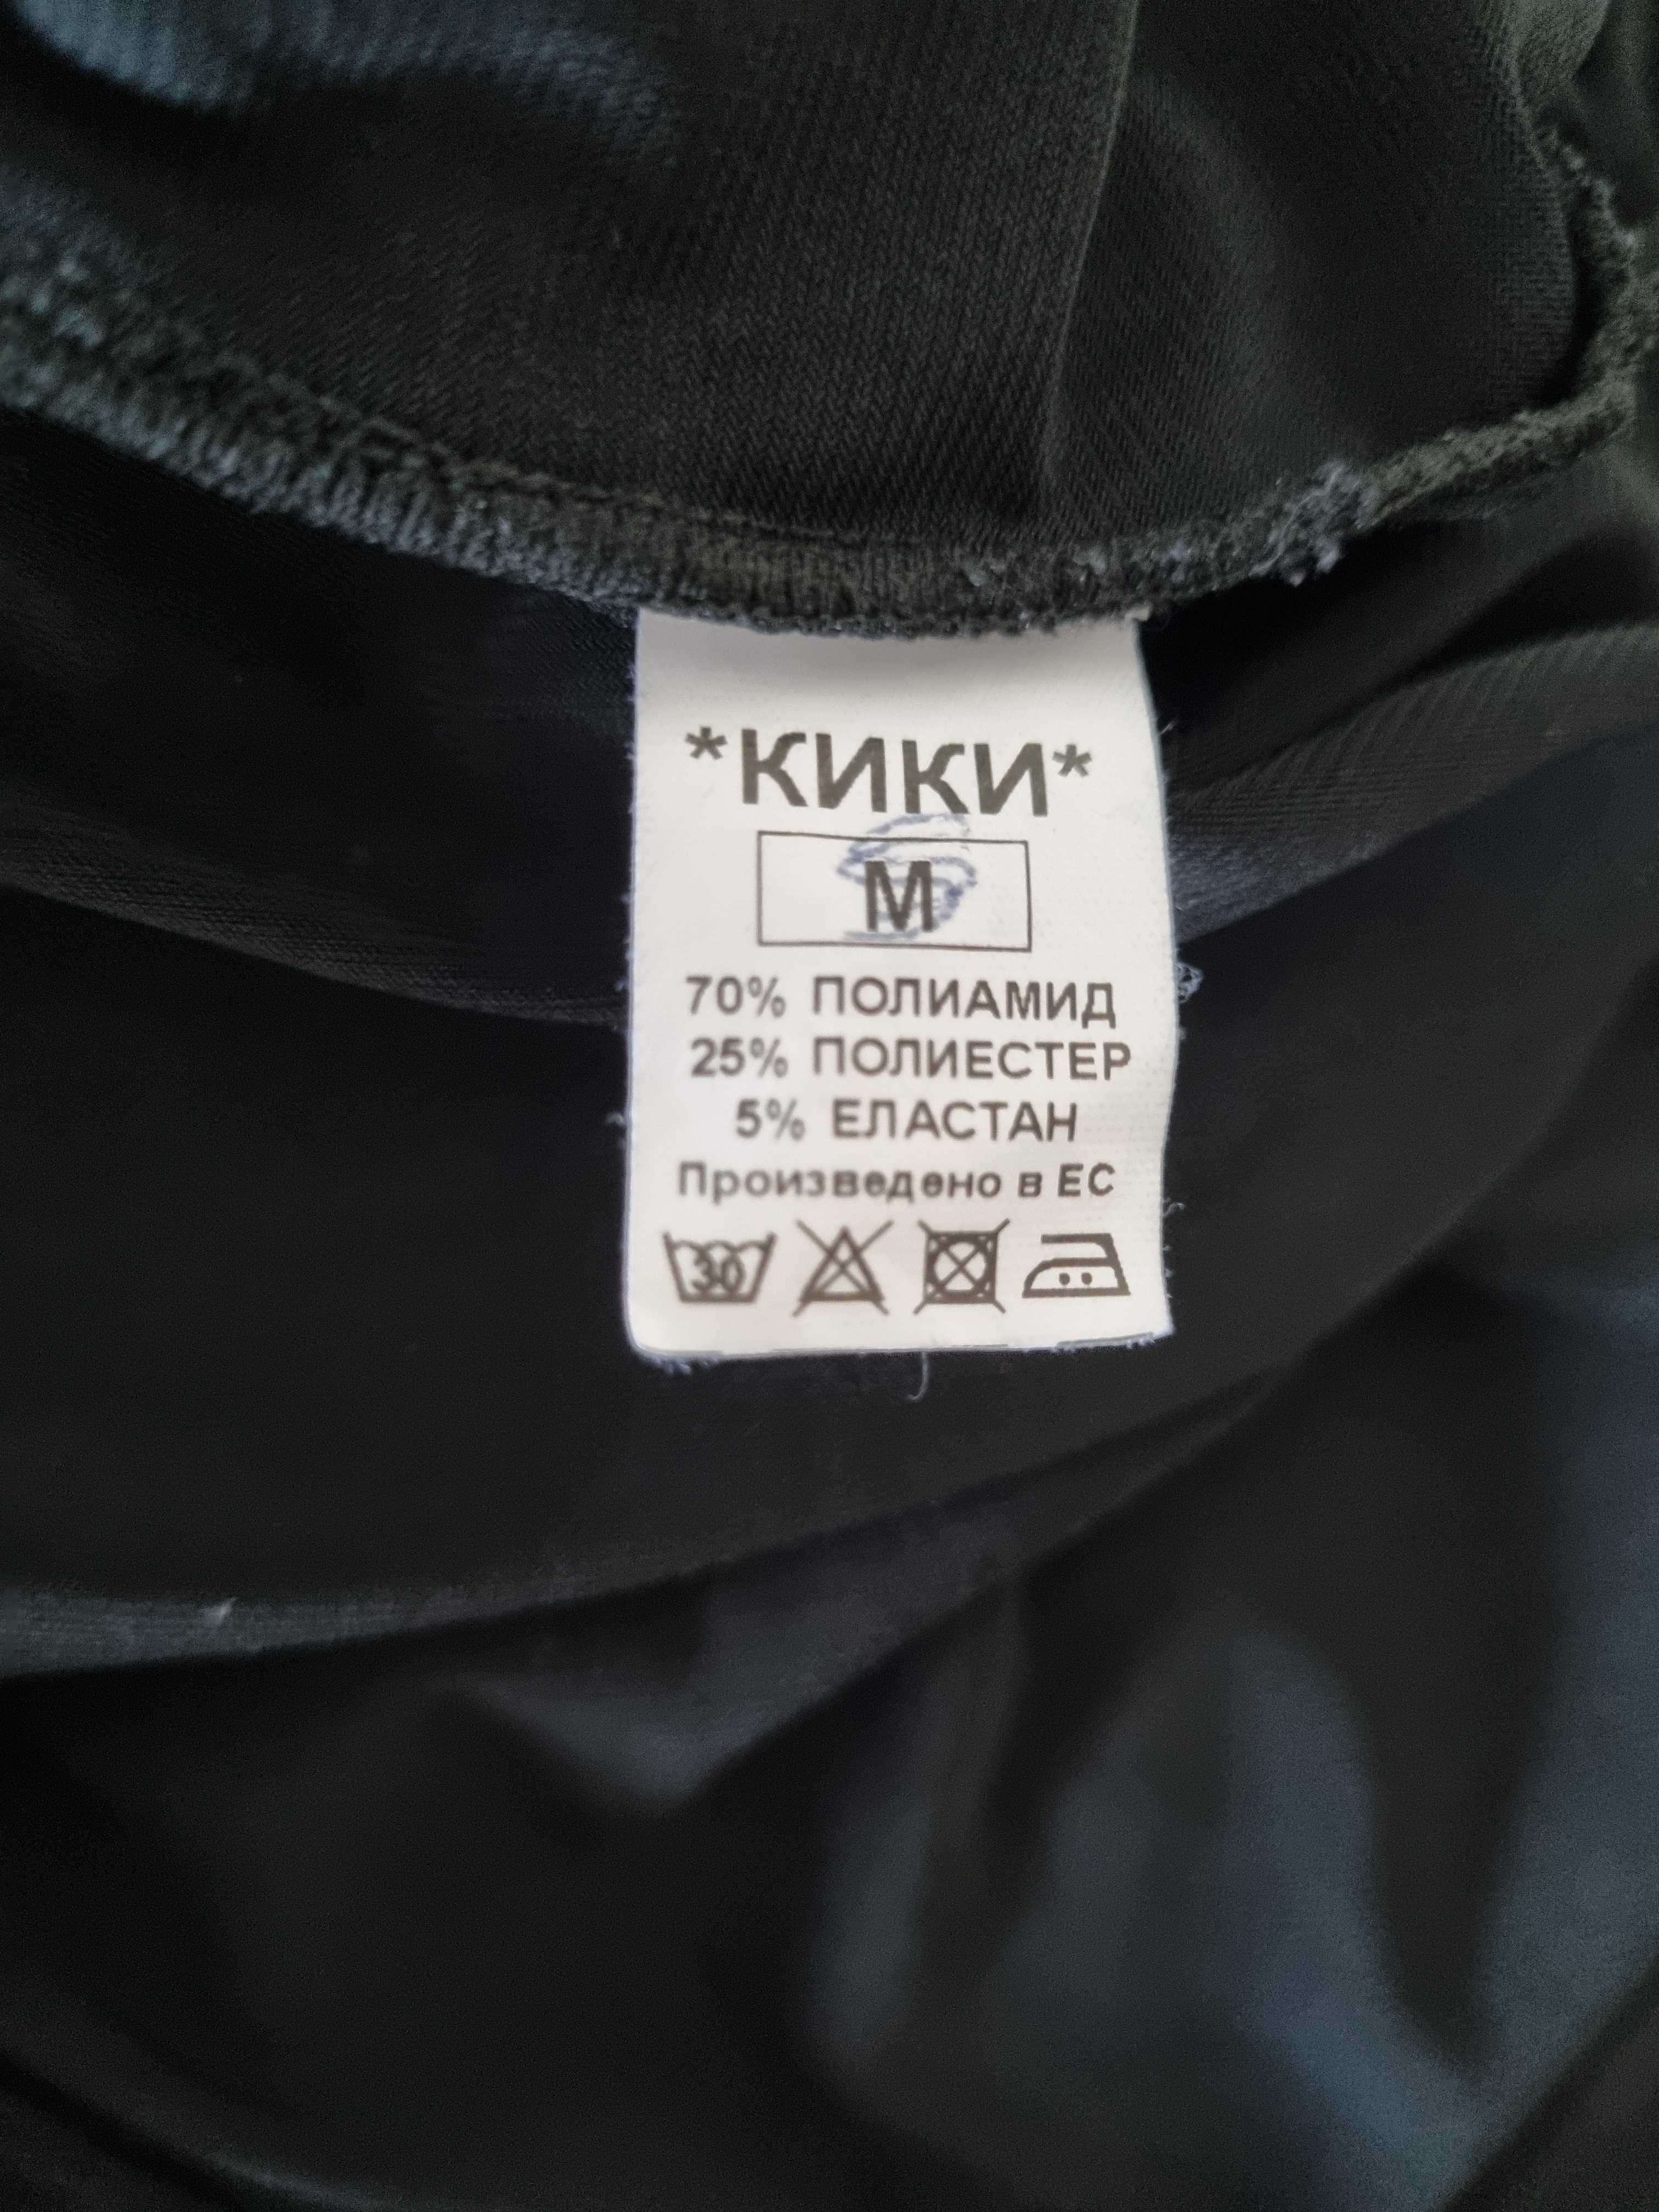 *КИКИ*
М
70% ПОЛИАМИД
25% ПОЛИЕСТЕР
5% ЕЛАСТАН
Произведено в ЕС
30